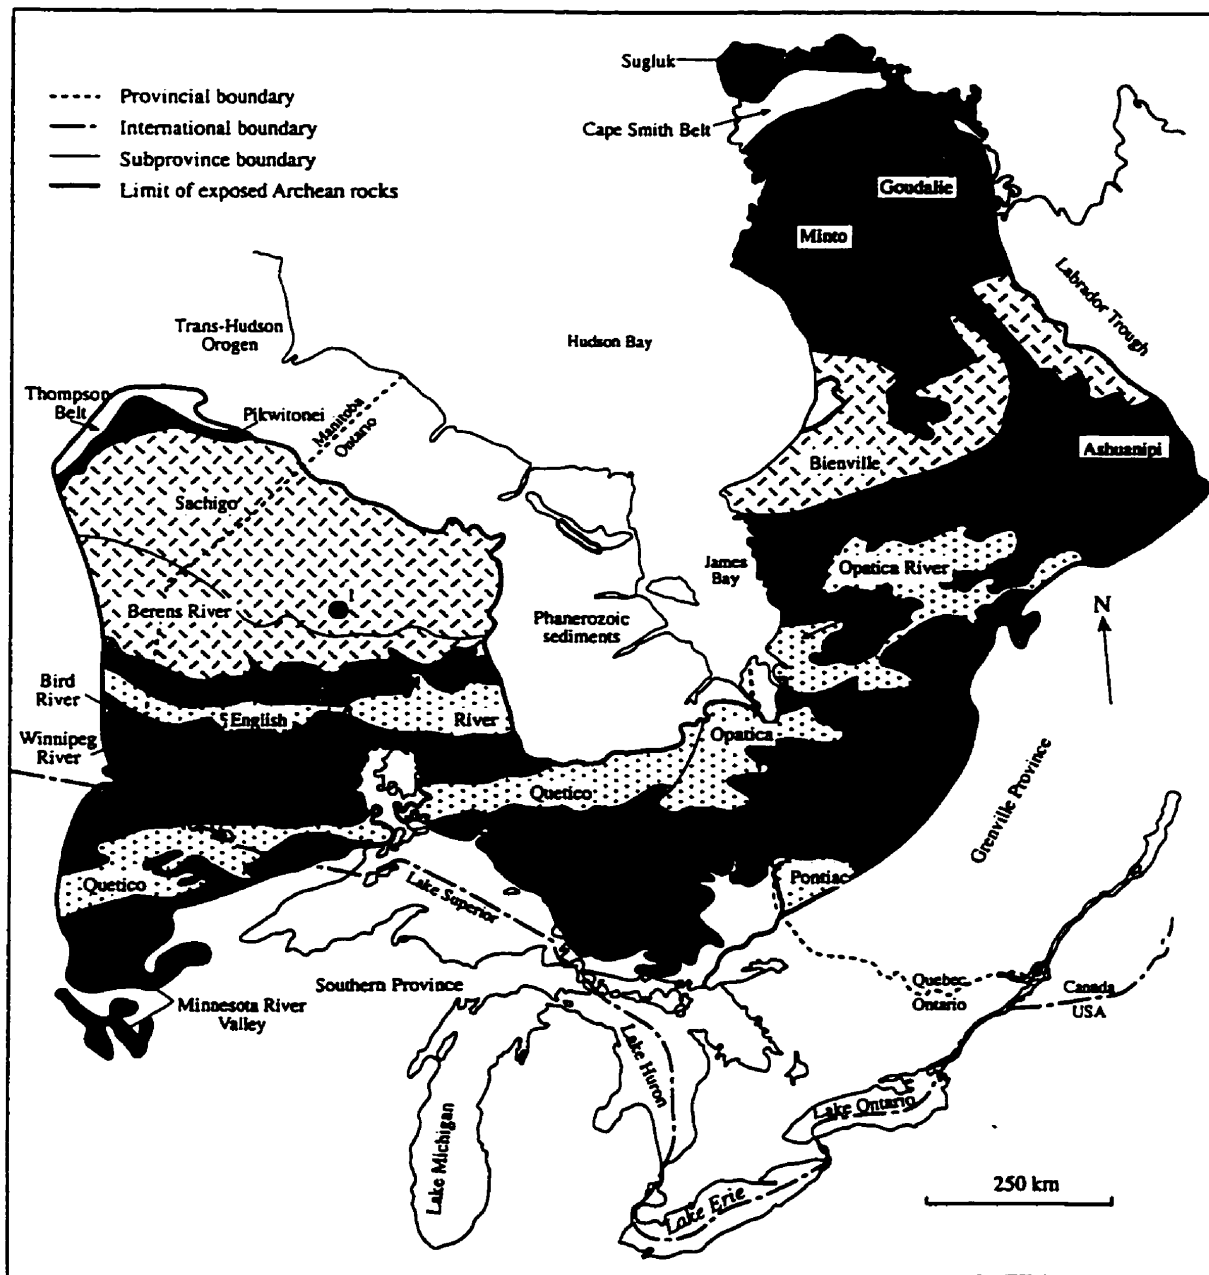 Provincial boundary
International boundary
Subprovince boundary
Limit of exposed Archean rocks
Sugluk
Cape Smith Belt
Goudalie
Minto
Labrador Trough
Trans-Hudson
Orogen
Hudson Bay
Thompson
Belt
Pikwitonei
Manitoba
Ontario
Sachigo
Bienville
Ashuanipi
James
Bay
Opatica River
Berens River
1
Phanerozoic
sediments
N
Bird
River
English
River
Winnipeg
River
Opatica
Quetico
Grenville Province
Quetico
Pontiac
Lake Superior
Southern Province
Minnesota River
Valley
Quebec
Ontario
Canada
USA
Lake Huron
Lake Michigan
Lake Ontario
Lake Erie
250 km